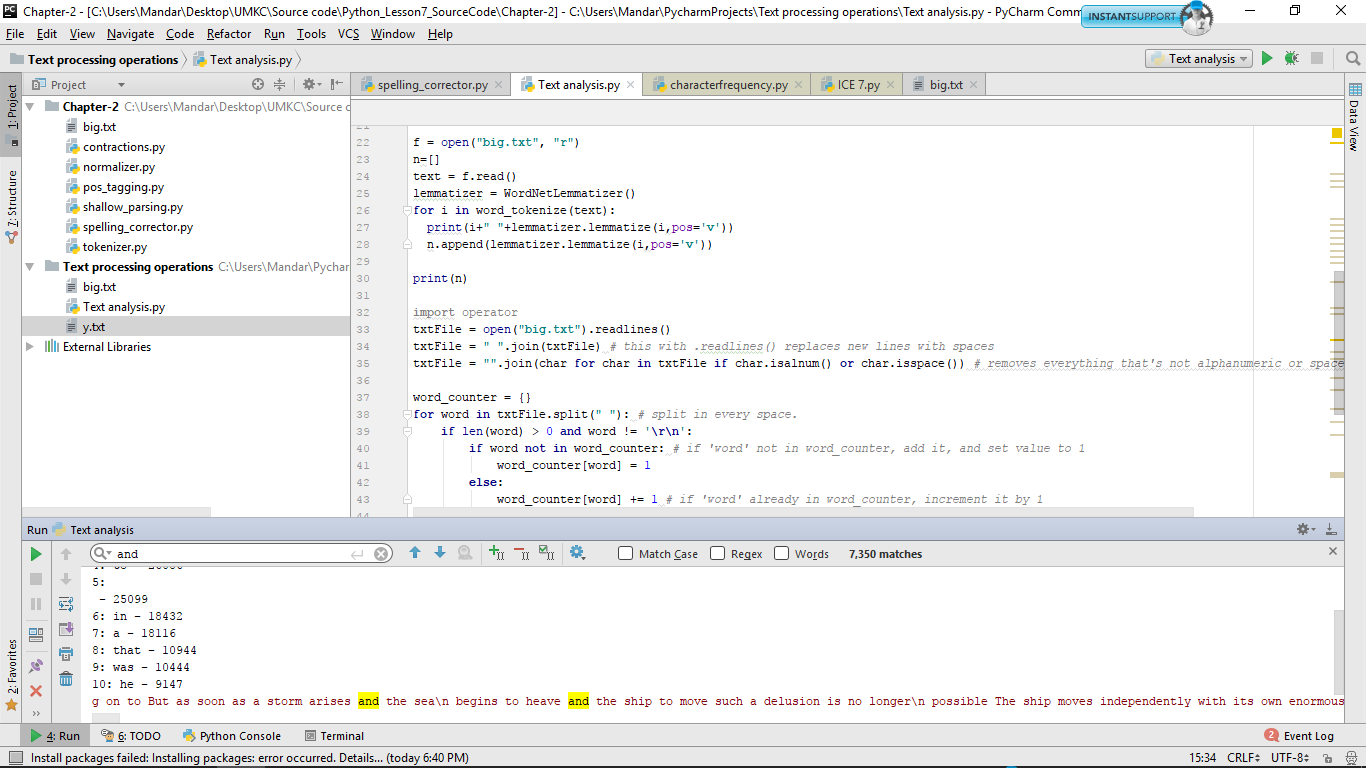 Chapter-2 - [C:\Users\Mandar\Desktop\UMKC\Source code\Python_Lesson7_SourceCode\Chapter-2] - C:\Users\Mandar\PycharmProjects\Text processing operations\Text analysis.py - PyCharm Comm
INSTANTSUPPORT
File Edit View Navigate Code Refactor Run Tools VCS Window Help
Text processing operations Text analysis.py Text analysis
Project spelling_corrector.py Text analysis.py characterfrequency.py ICE 7.py big.txt
1: Project
7: Structure
2: Favorites
Data View
Chapter-2 C:\Users\Mandar\Desktop\UMKC\Source c
big.txt
contractions.py
normalizer.py
pos_tagging.py
shallow_parsing.py
spelling_corrector.py
tokenizer.py
Text processing operations C:\Users\Mandar\Pychar
big.txt
Text analysis.py
y.txt
External Libraries
21
22 f = open("big.txt", "r")
23 n=[]
24 text = f.read()
25 lemmatizer = WordNetLemmatizer()
26 for i in word_tokenize(text):
27 print(i+" "+lemmatizer.lemmatize(i,pos='v'))
28 n.append(lemmatizer.lemmatize(i,pos='v'))
29
30 print(n)
31
32 import operator
33 txtFile = open("big.txt").readlines()
34 txtFile = " ".join(txtFile) # this with .readlines() replaces new lines with spaces
35 txtFile = "".join(char for char in txtFile if char.isalnum() or char.isspace()) # removes everything that's not alphanumeric or space
36
37 word_counter = {}
38 for word in txtFile.split(" "): # split in every space.
39 if len(word) > 0 and word != '\r\n':
40 if word not in word_counter: # if 'word' not in word_counter, add it, and set value to 1
41 word_counter[word] = 1
42 else:
43 word_counter[word] += 1 # if 'word' already in word_counter, increment it by 1
Run Text analysis
and Match Case Regex Words 7,350 matches
5:
- 25099
6: in - 18432
7: a - 18116
8: that - 10944
9: was - 10444
10: he - 9147
g on to But as soon as a storm arises and the sea\n begins to heave and the ship to move such a delusion is no longer\n possible The ship moves independently with its own enormous
4: Run 6: TODO Python Console Terminal 2 Event Log
Install packages failed: Installing packages: error occurred. Details... (today 6:40 PM) 15:34 CRLF UTF-8